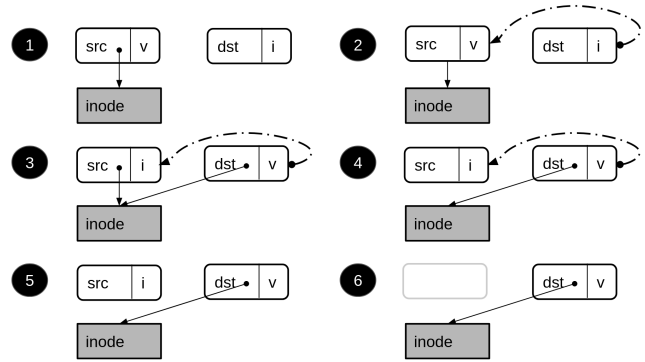 1 src v dst i 2 src v dst i
inode inode
3 src i dst v 4 src i dst v
inode inode
5 src i dst v 6 dst v
inode inode